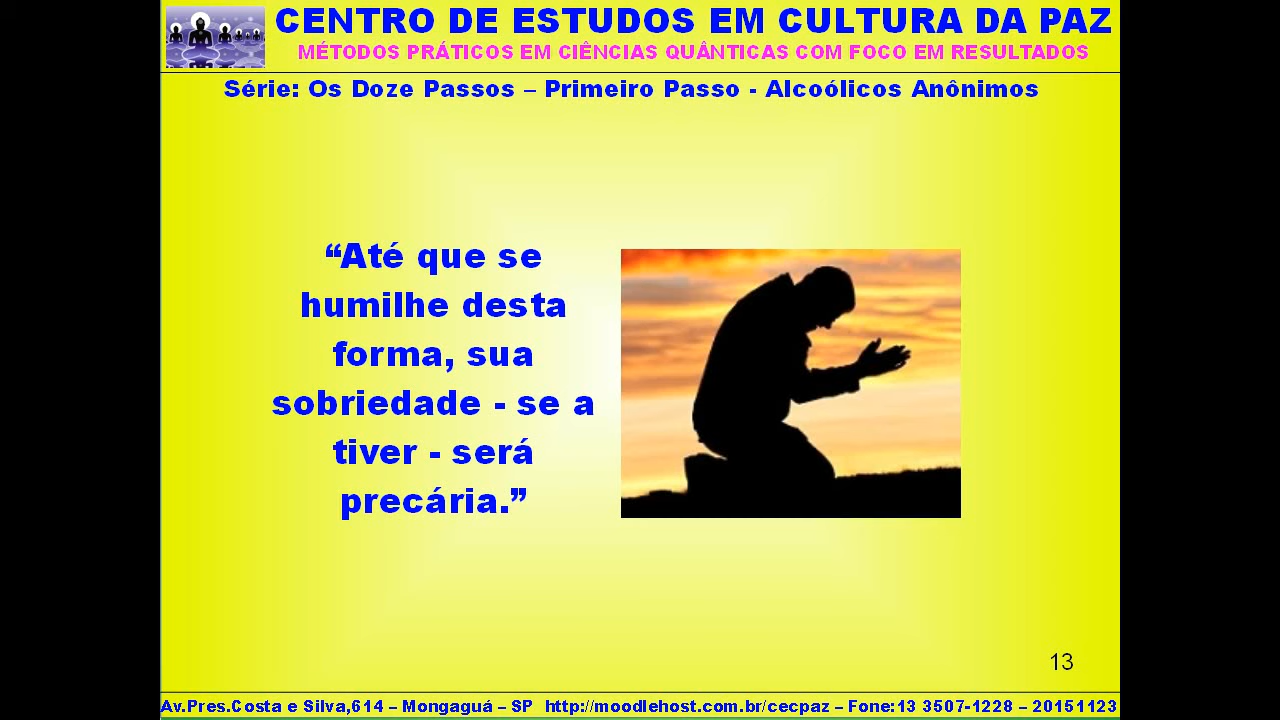 CENTRO DE ESTUDOS EM CULTURA DA PAZ
MÉTODOS PRÁTICOS EM CIÊNCIAS QUÂNTICAS COM FOCO EM RESULTADOS
Série: Os Doze Passos – Primeiro Passo - Alcoólicos Anônimos
“Até que se
humilhe desta
forma, sua
sobriedade - se a
tiver - será
precária.”
13
Av.Pres.Costa e Silva,614 – Mongaguá – SP http://moodlehost.com.br/cecpaz – Fone:13 3507-1228 – 20151123